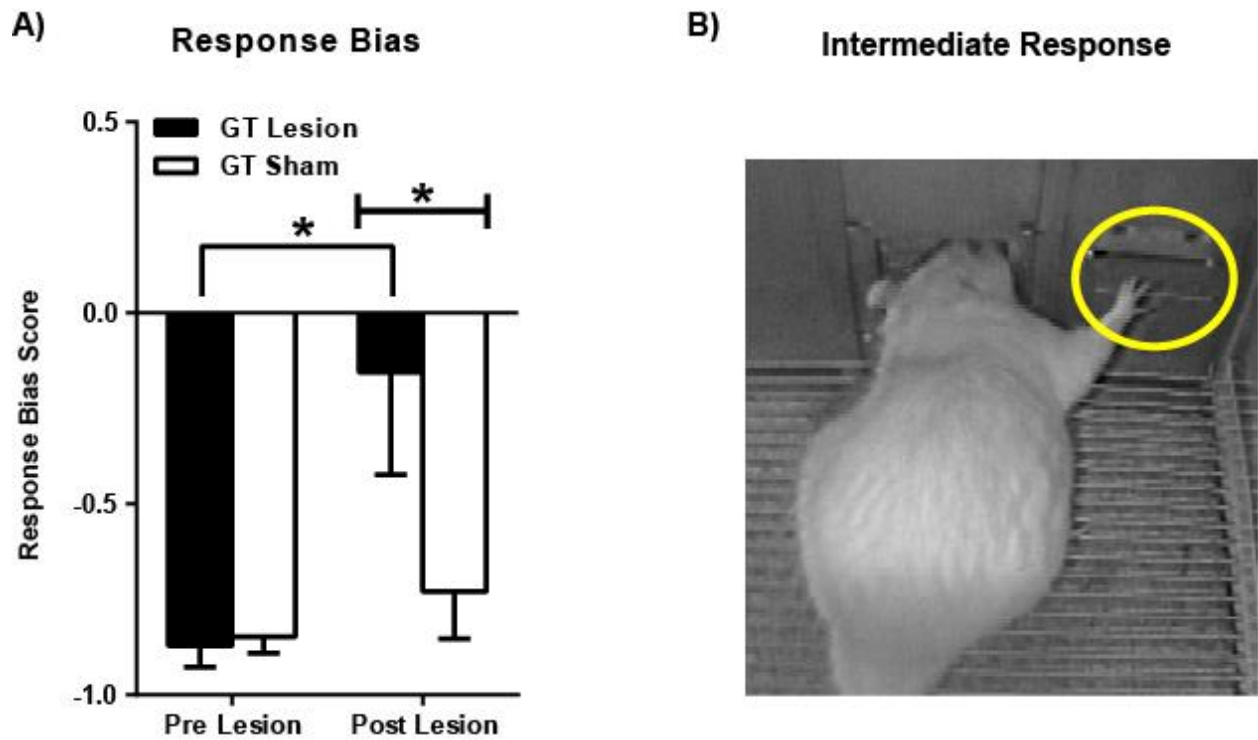 A)
Response Bias
0.5
GT Lesion
GT Sham
*
*
0.0
Response Bias Score
-0.5
-1.0
Pre Lesion
Post Lesion
B)
Intermediate Response